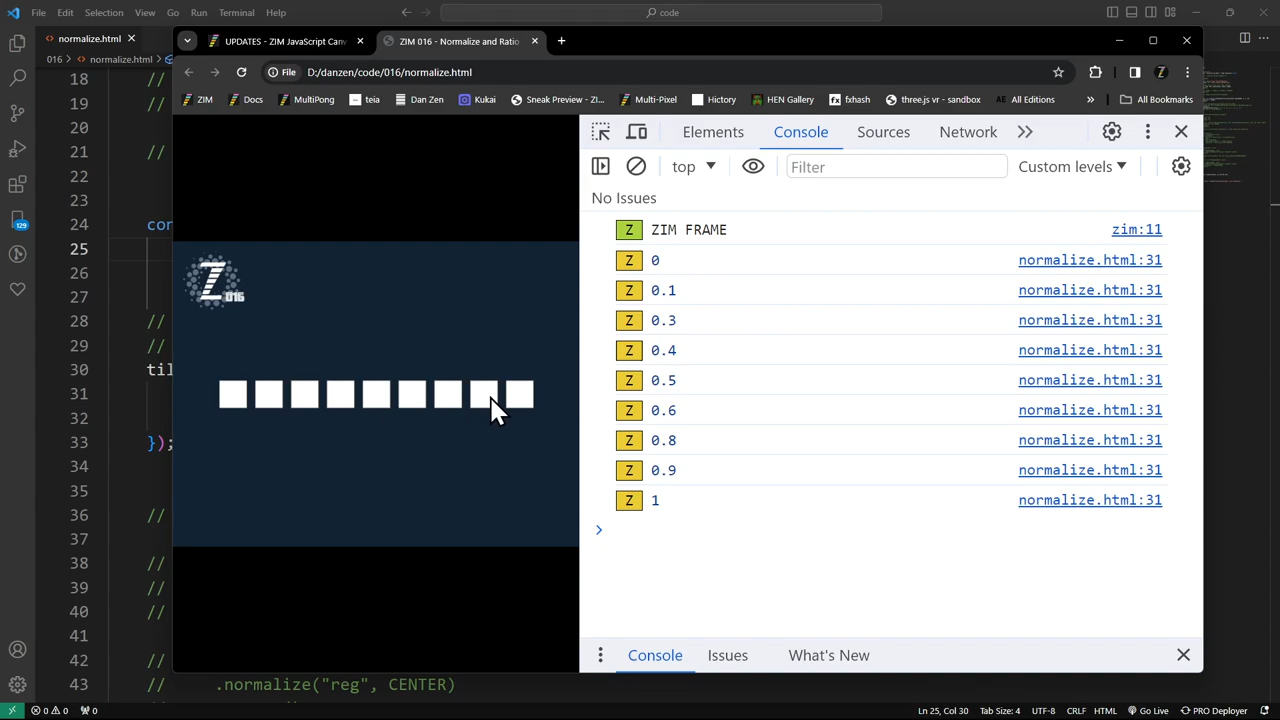 File Edit Selection View Go Run Terminal Help
code
normalize.html
UPDATES - ZIM JavaScript Canv
ZIM 016 - Normalize and Ratio
016 > normalize.html >
File D:/danzen/code/016/normalize.html
ZIM Docs MultiPong teia Dan Zen Kukai Sneak Preview - Z... Multi-Pong History fxhash three.js vr - showc... All Editions » All Bookmarks
18 //
19 //
20 //
21 //
22
23
24 con
25
26
27
28 //
29 //
30 til
31
32
33 });
34
35
36 //
37
38 //
39 //
40 //
41
42 //
43 // .normalize("reg", CENTER)
Z 016
Elements Console Sources Network
top Filter Custom levels
No Issues
Z ZIM FRAME zim:11
Z 0 normalize.html:31
Z 0.1 normalize.html:31
Z 0.3 normalize.html:31
Z 0.4 normalize.html:31
Z 0.5 normalize.html:31
Z 0.6 normalize.html:31
Z 0.8 normalize.html:31
Z 0.9 normalize.html:31
Z 1 normalize.html:31
>
Console Issues What's New
129
0 0 0 Ln 25, Col 30 Tab Size: 4 UTF-8 CRLF HTML Go Live PRO Deployer